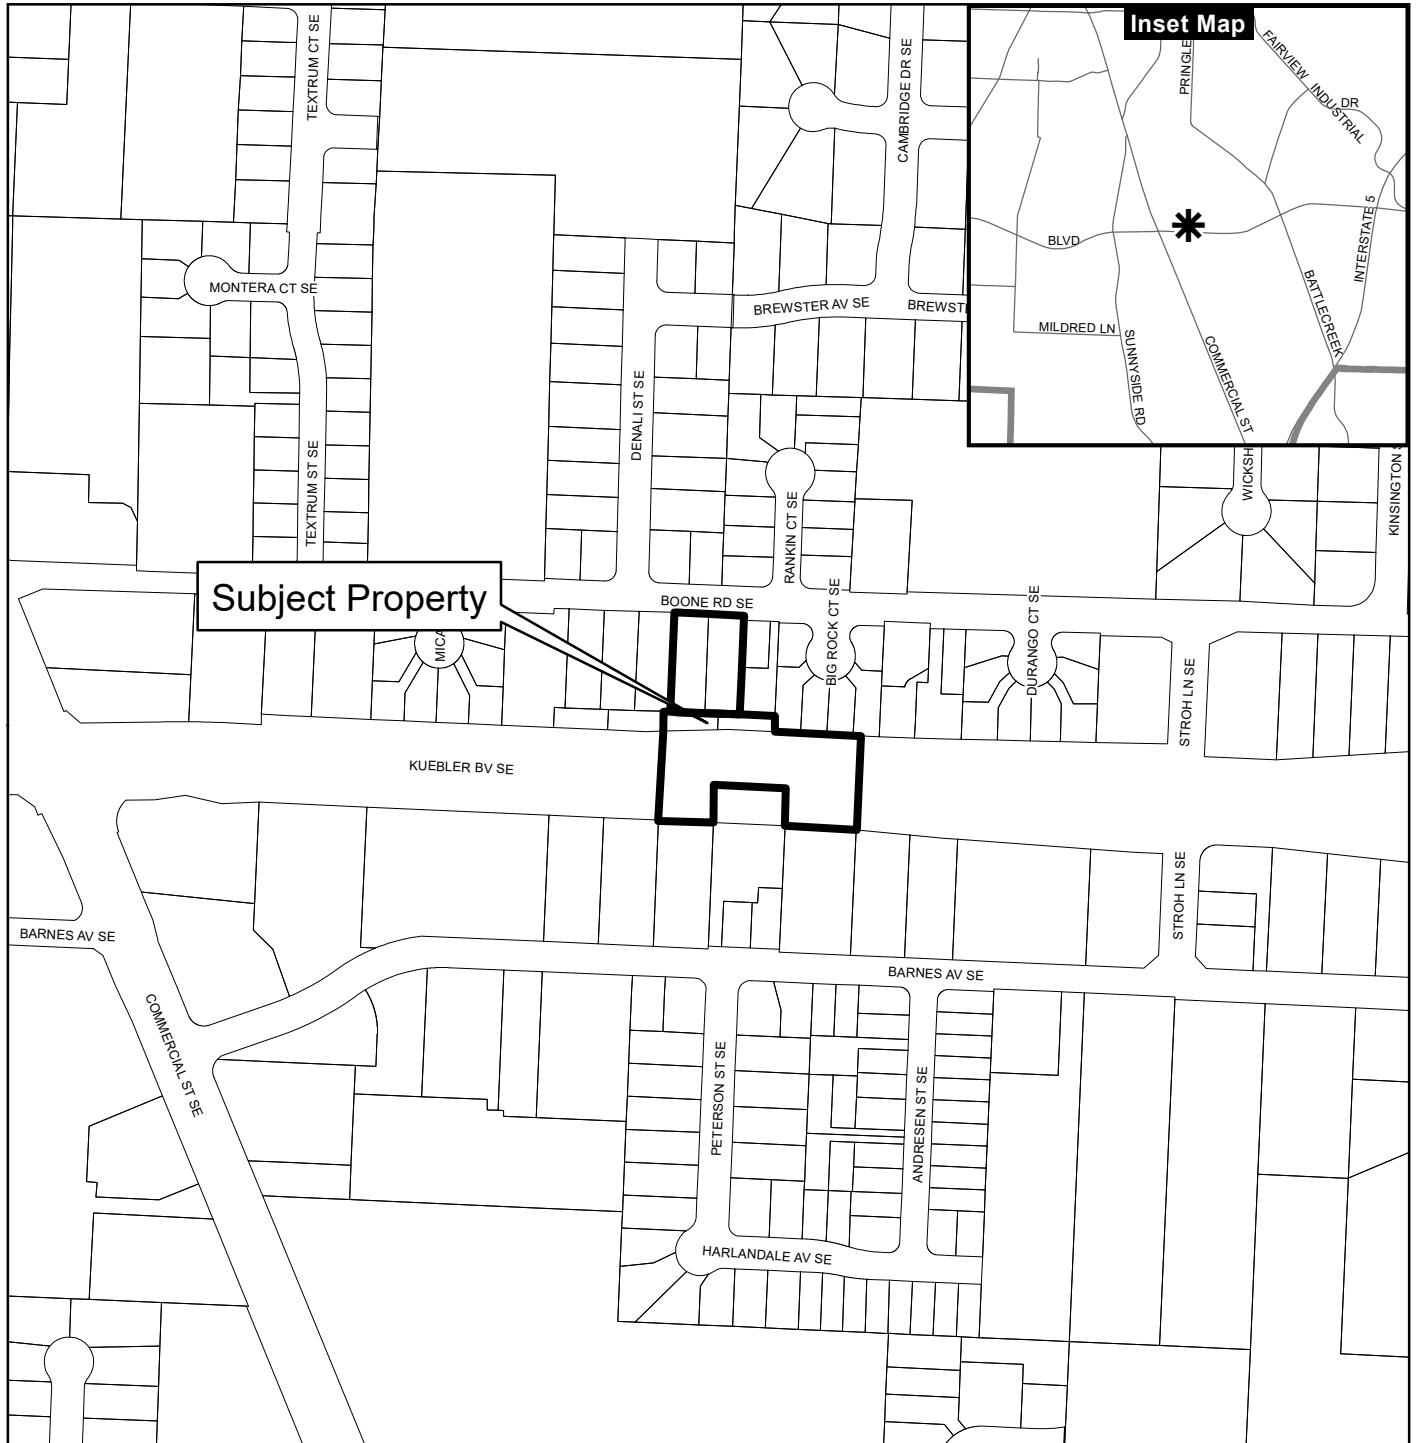 TEXTRUM CT SE
CAMBRIDGE DR SE
Inset Map
PRINGLE
FAIRVIEW INDUSTRIAL
DR
BLVD
INTERSTATE 5
MILDRED LN
SUNNYSIDE RD
COMMERCIAL ST
BATTLECREEK
MONTERA CT SE
BREWSTER AV SE
BREWSTE
DENALI ST SE
TEXTRUM ST SE
RANKIN CT SE
WICKSH
KINSINGTON S
Subject Property
BOONE RD SE
MICA
BIG ROCK CT SE
DURANGO CT SE
STROH LN SE
KUEBLER BV SE
STROH LN SE
BARNES AV SE
BARNES AV SE
COMMERCIAL ST SE
PETERSON ST SE
ANDRESEN ST SE
HARLANDALE AV SE